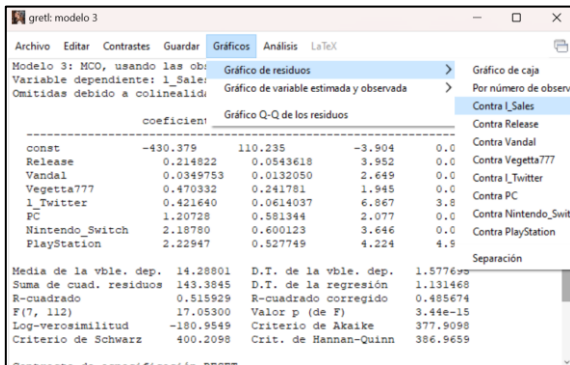 gretl: modelo 3
Archivo Editar Contrastes Guardar Gráficos Análisis LaTeX
Modelo 3: MCO, usando las obs
Variable dependiente: l_Sale
Omitidas debido a colinealida
Gráfico de residuos
Gráfico de variable estimada y observada
Gráfico Q-Q de los residuos
Gráfico de caja
Por número de observ
Contra l_Sales
Contra Release
Contra Vandal
Contra Vegetta777
Contra l_Twitter
Contra PC
Contra Nintendo_Swit
Contra PlayStation
Separación
coeficient
const -430.379 110.235 -3.904 0.0
Release 0.214822 0.0543618 3.952 0.0
Vandal 0.0349753 0.0132050 2.649 0.0
Vegetta777 0.470332 0.241781 1.945 0.0
l_Twitter 0.421640 0.0614037 6.867 3.8
PC 1.20728 0.581344 2.077 0.0
Nintendo_Switch 2.18780 0.600123 3.646 0.0
PlayStation 2.22947 0.527749 4.224 4.9
Media de la vble. dep. 14.28801 D.T. de la vble. dep. 1.577695
Suma de cuad. residuos 143.3845 D.T. de la regresión 1.131468
R-cuadrado 0.515929 R-cuadrado corregido 0.485674
F(7, 112) 17.05300 Valor p (de F) 3.44e-15
Log-verosimilitud -180.9549 Criterio de Akaike 377.9098
Criterio de Schwarz 400.2098 Crit. de Hannan-Quinn 386.9659
Contraste de especificación RESET